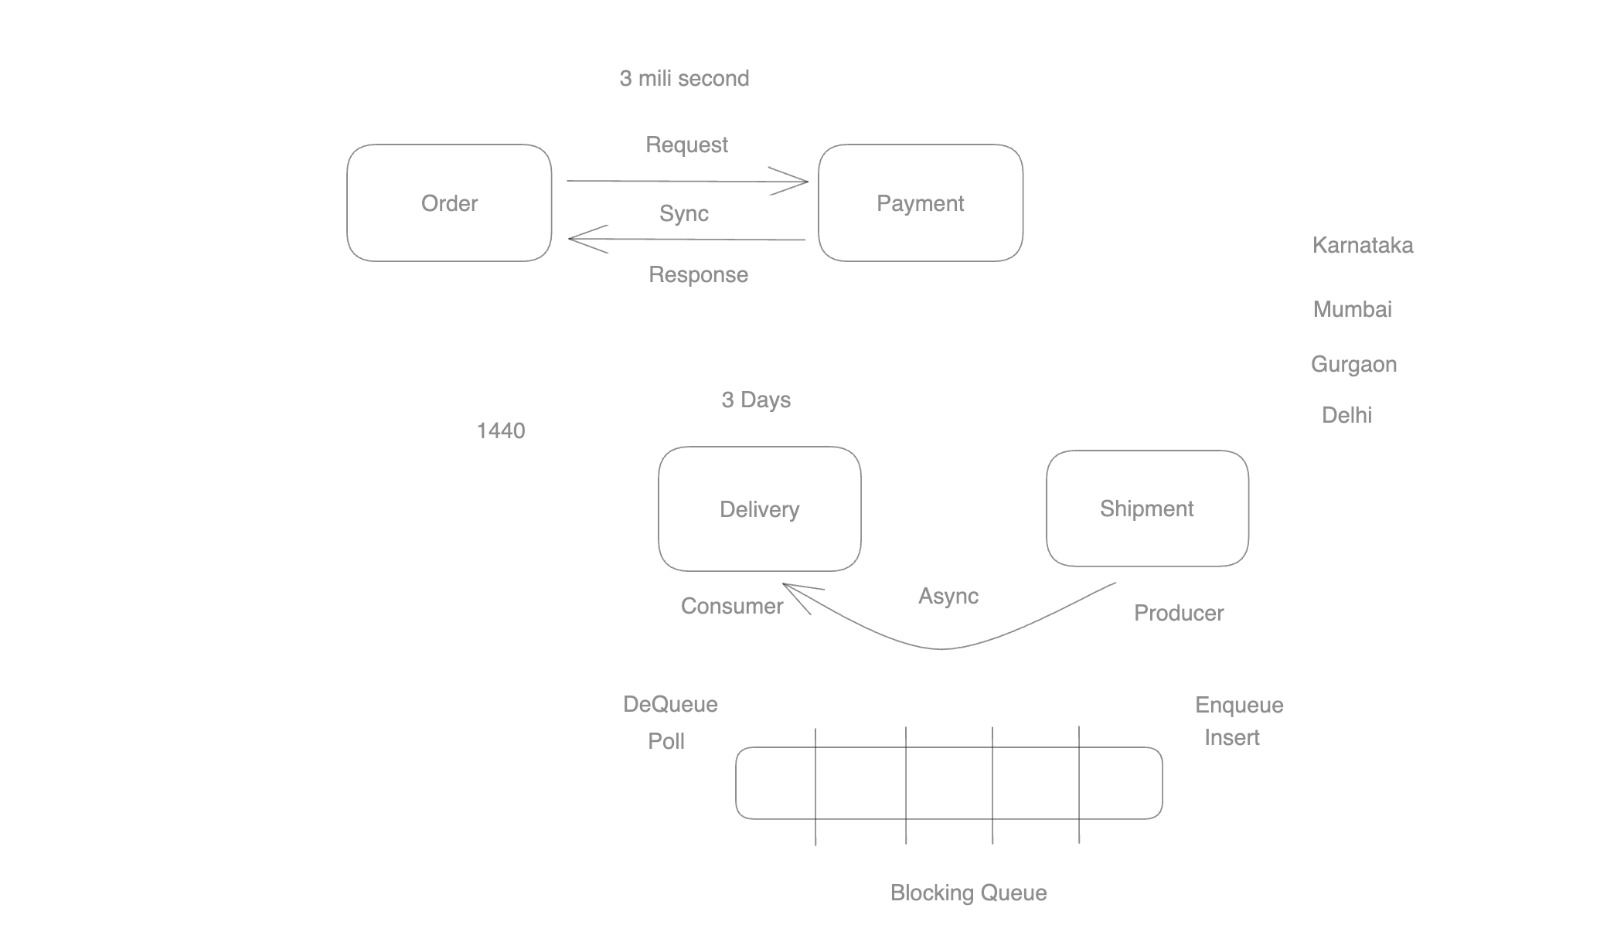 3 mili second
Request
Order
Payment
Sync
Response
Karnataka
Mumbai
Gurgaon
Delhi
3 Days
1440
Delivery
Shipment
Async
Consumer
Producer
DeQueue
Poll
Enqueue
Insert
Blocking Queue